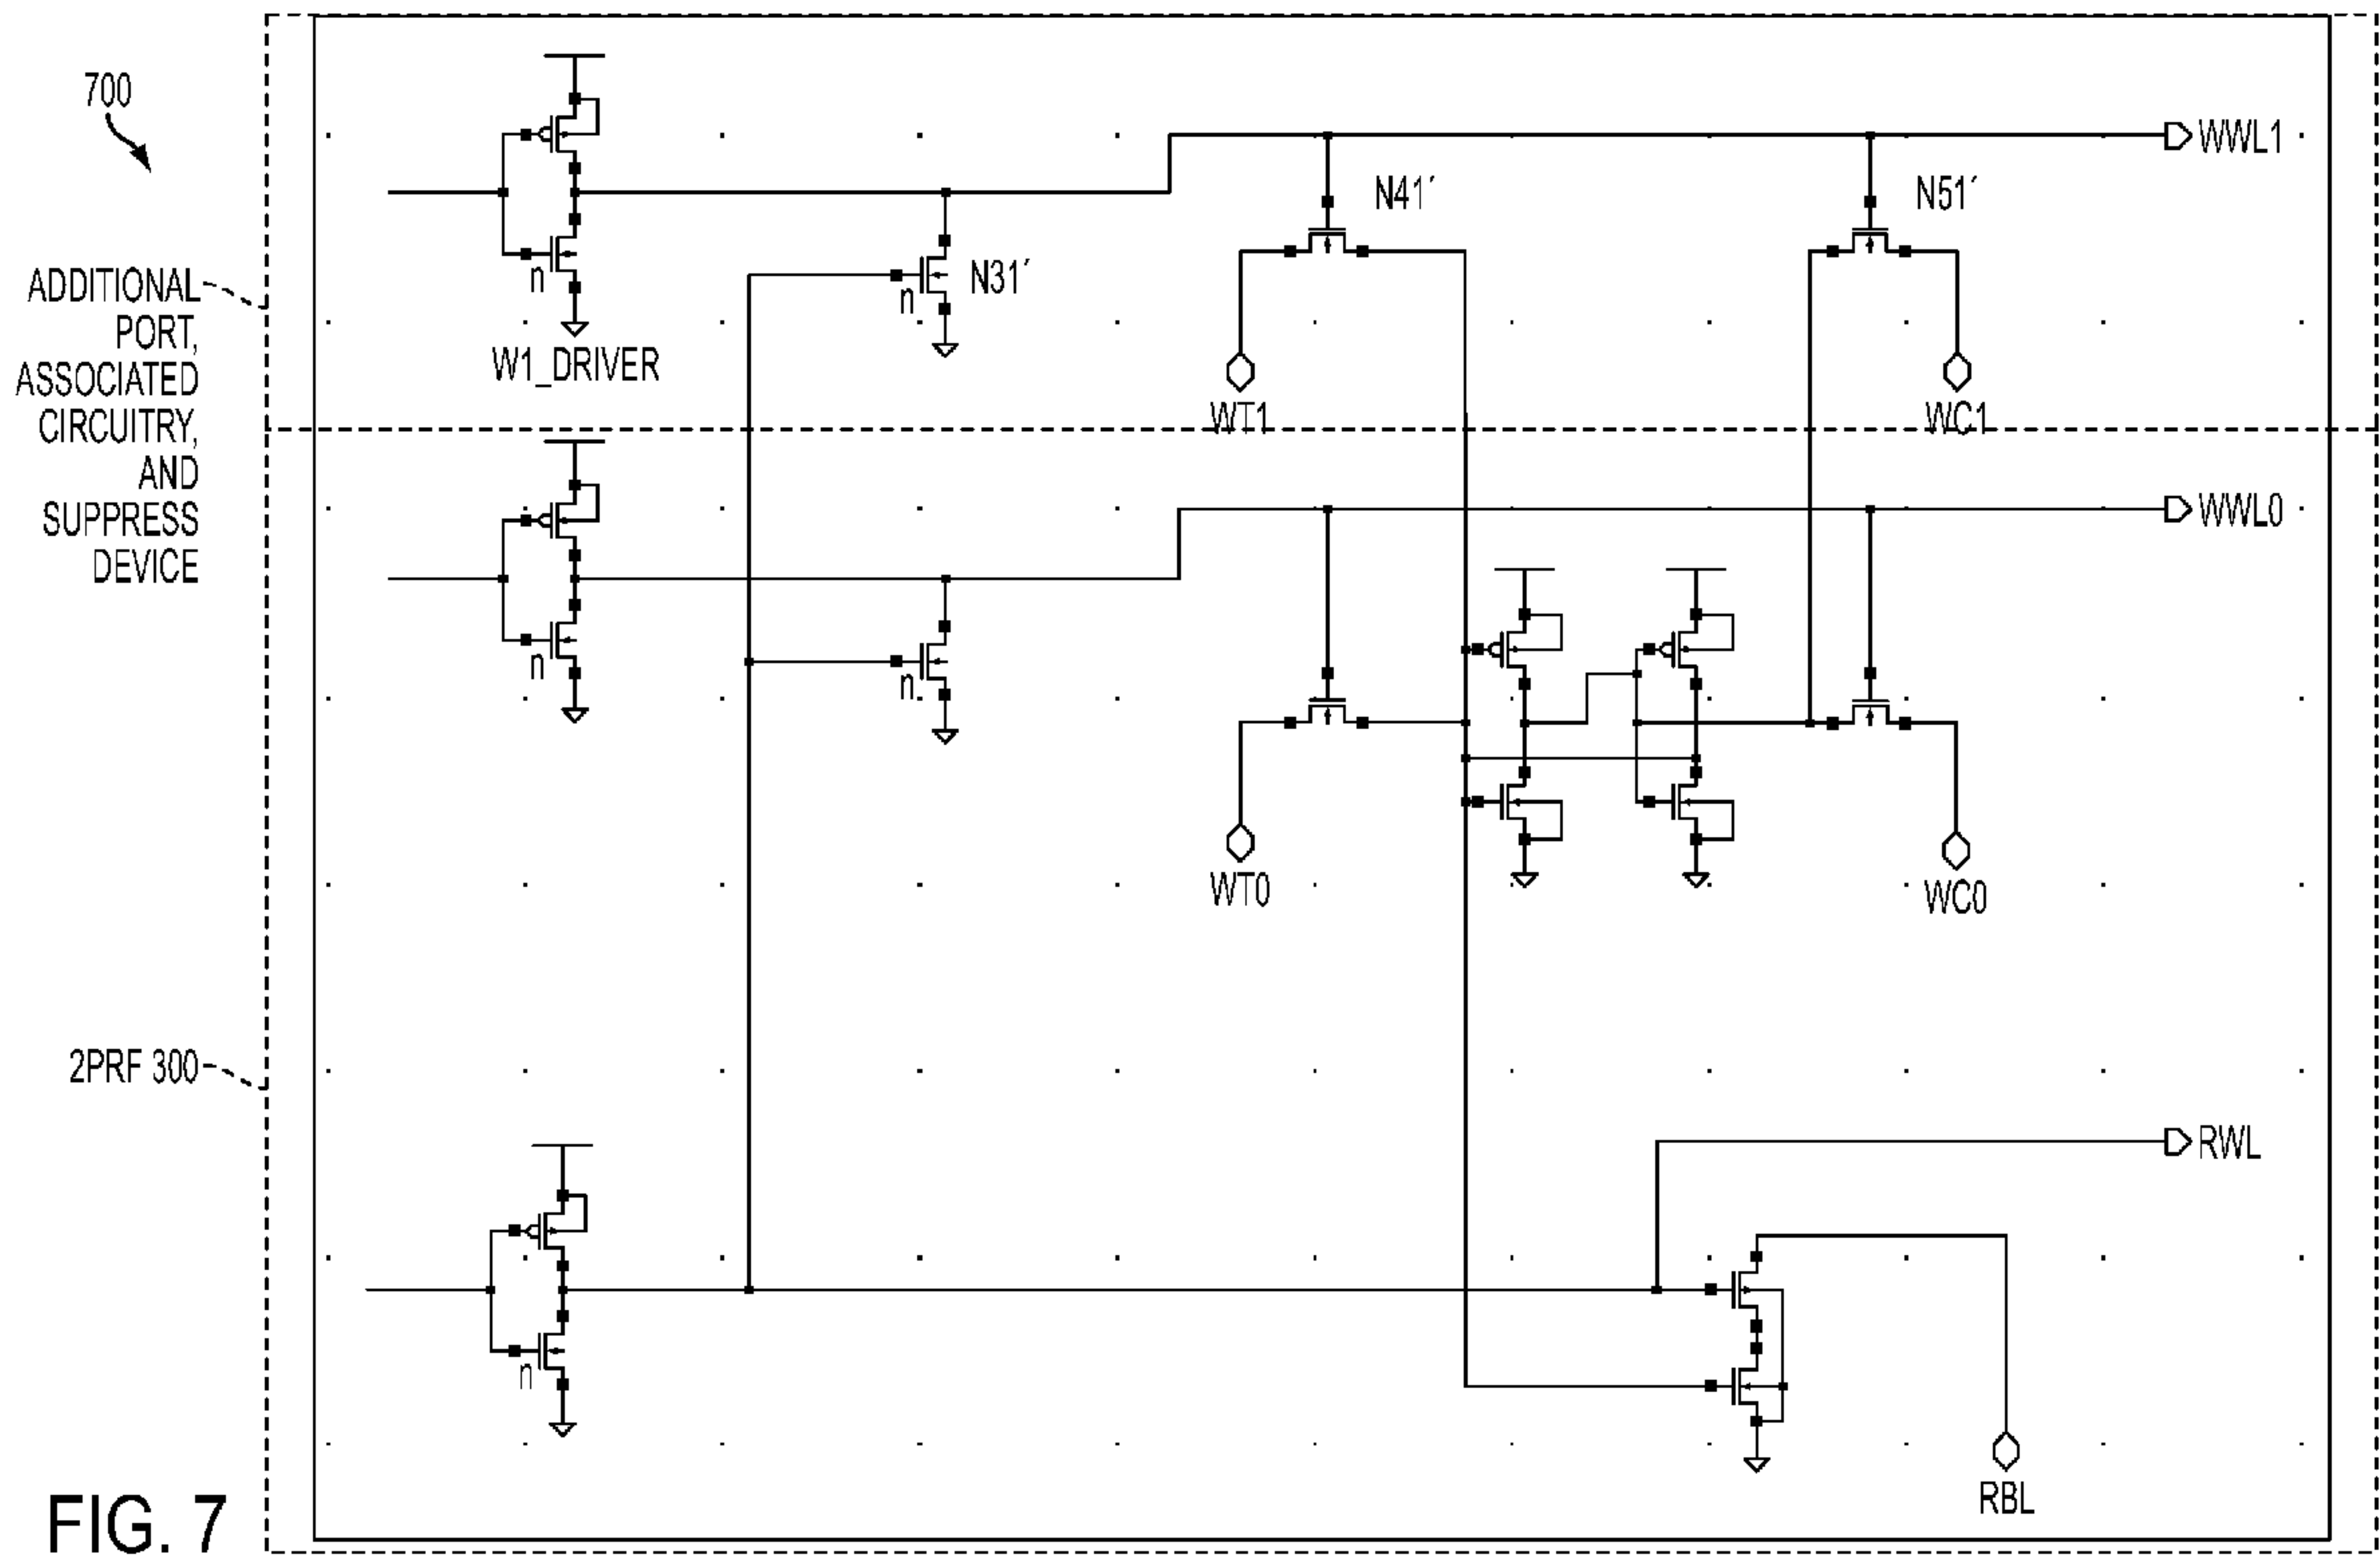 700
WWL1
N41′
N51′
n
n
N31′
ADDITIONAL
PORT,
ASSOCIATED
CIRCUITRY,
AND
SUPPRESS
DEVICE
W1_DRIVER
WT1
WC1
WWL0
n
n
WT0
WC0
2PRF 300
RWL
n
RBL
FIG. 7